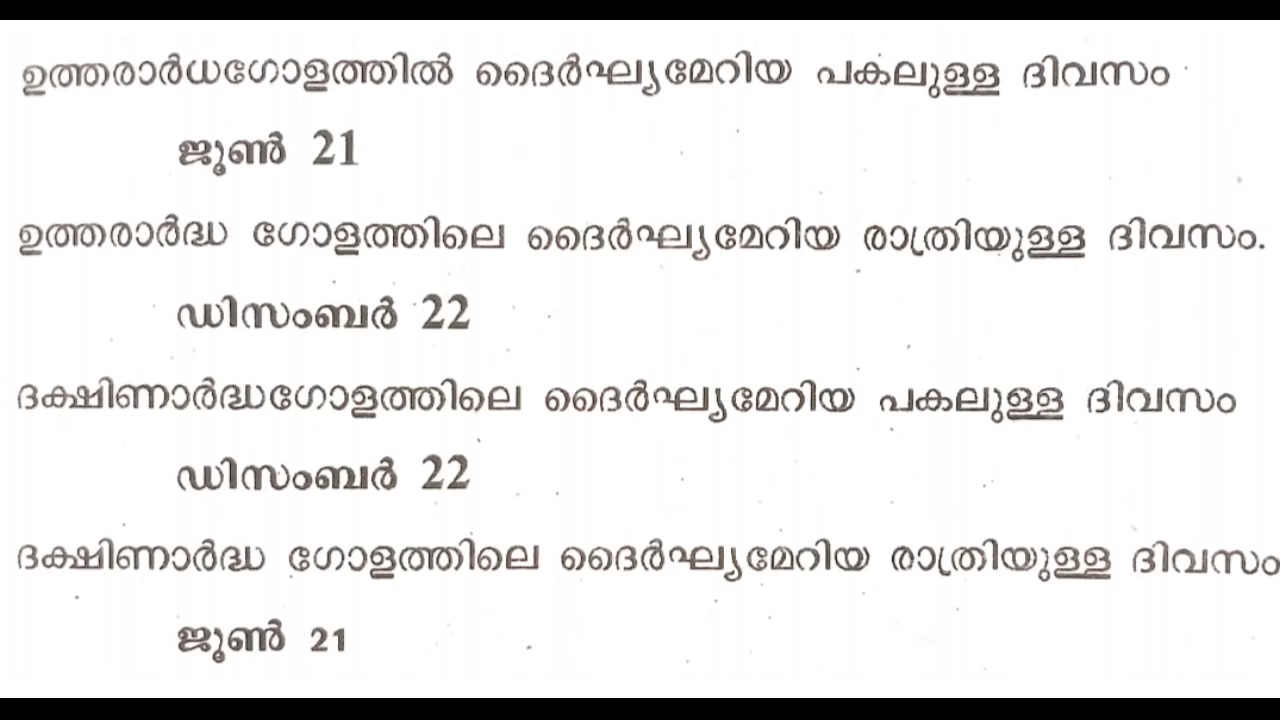 ഉത്തരാർധഗോളത്തിൽ ദൈർഘ്യമേറിയ പകലുള്ള ദിവസം
ജൂൺ 21
ഉത്തരാർദ്ധ ഗോളത്തിലെ ദൈർഘ്യമേറിയ രാത്രിയുള്ള ദിവസം.
ഡിസംബർ 22
ദക്ഷിണാർദ്ധഗോളത്തിലെ ദൈർഘ്യമേറിയ പകലുള്ള ദിവസം
ഡിസംബർ 22
ദക്ഷിണാർദ്ധ ഗോളത്തിലെ ദൈർഘ്യമേറിയ രാത്രിയുള്ള ദിവസം
ജൂൺ 21